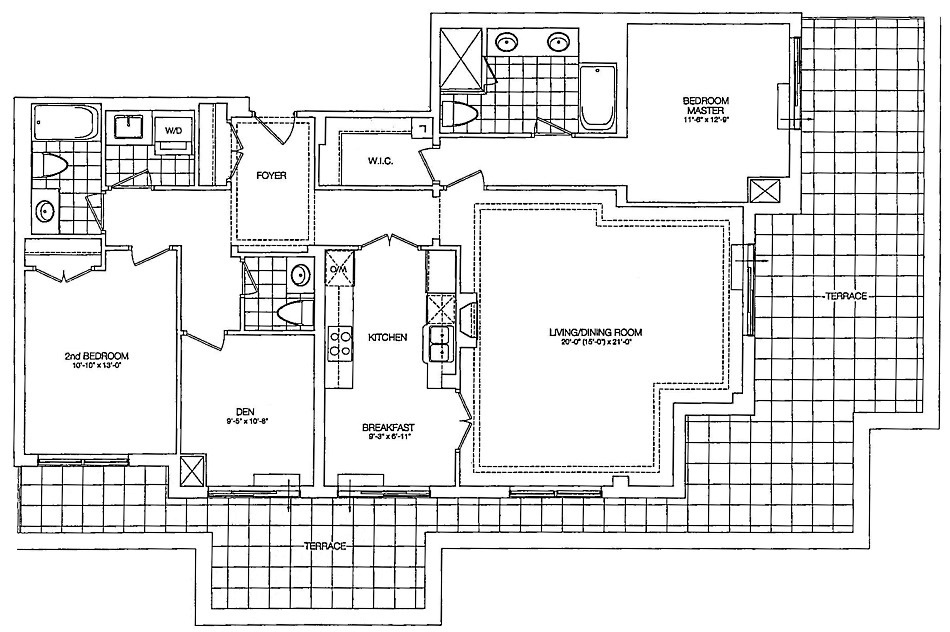 BEDROOM
MASTER
11'-6" x 12'-9"
W/D
FOYER
W.I.C.
TERRACE
O/M
KITCHEN
LIVING/DINING ROOM
20'-0" (15'-0") x 21'-0"
2nd BEDROOM
10'-10" x 13'-0"
DEN
9'-5" x 10'-8"
BREAKFAST
9'-3" x 6'-11"
TERRACE